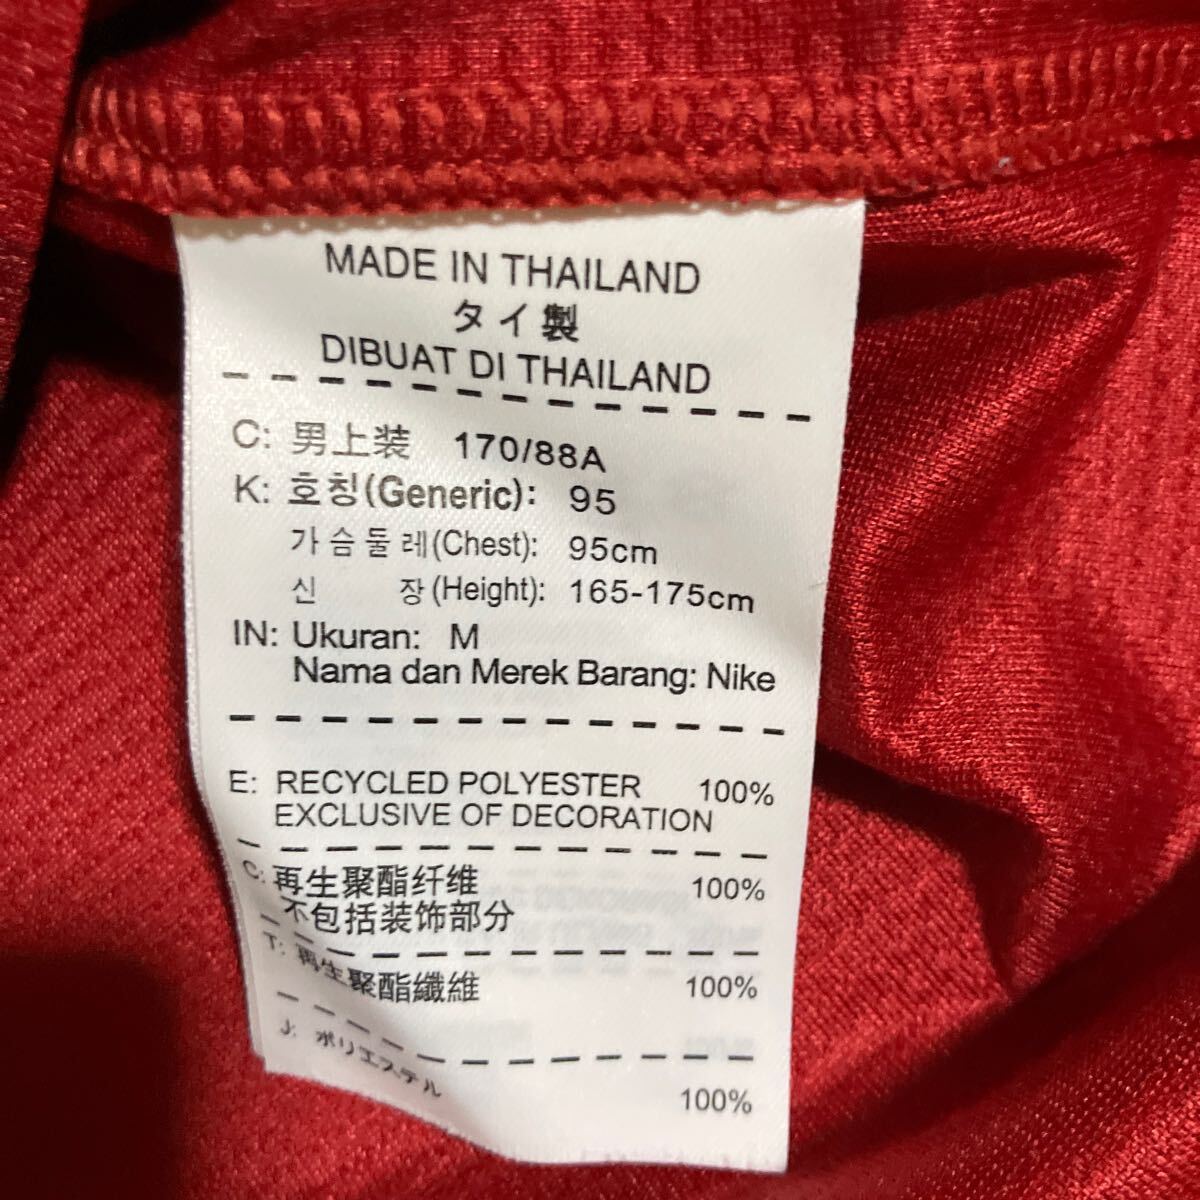 MADE IN THAILAND
タイ製
DIBUAT DI THAILAND
C: 男上装 170/88A
K: 호칭(Generic): 95
가슴둘레(Chest): 95cm
신 장(Height): 165-175cm
IN: Ukuran: M
Nama dan Merek Barang: Nike
E: RECYCLED POLYESTER 100%
EXCLUSIVE OF DECORATION
C: 再生聚酯纤维 100%
不包括装饰部分
T: 再生聚酯纖維 100%
J: ポリエステル 100%